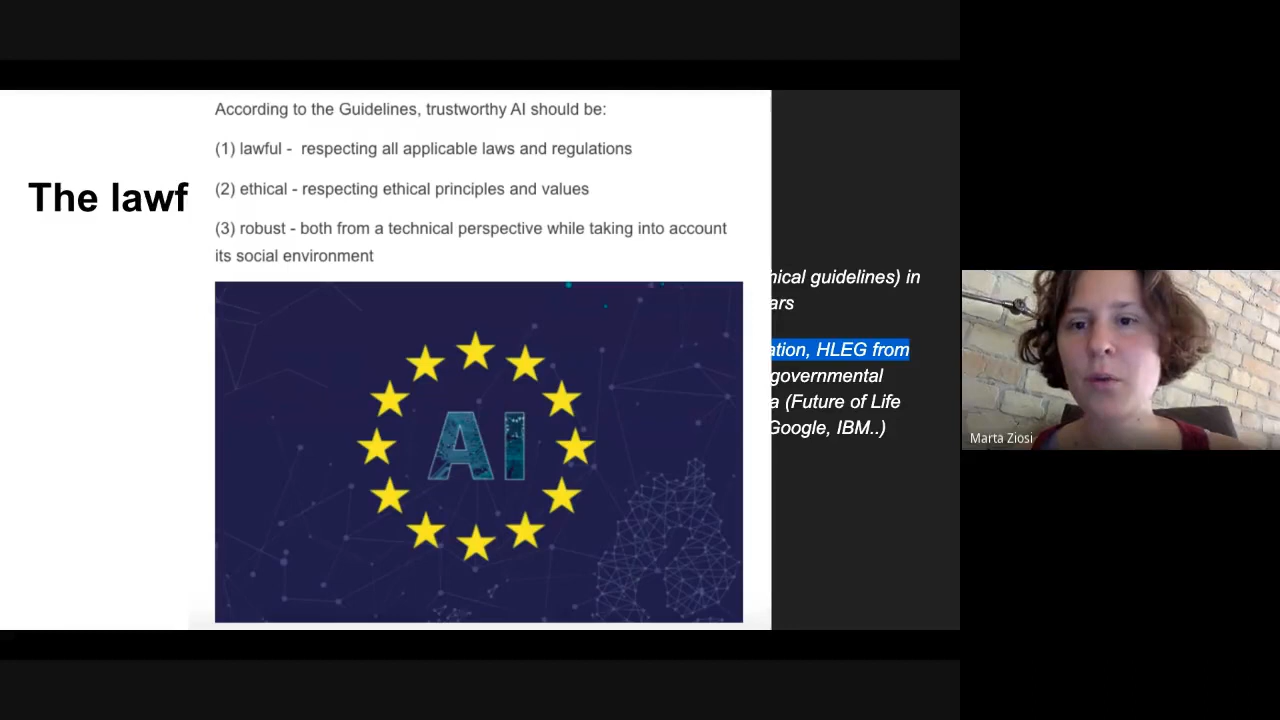 According to the Guidelines, trustworthy AI should be:
(1) lawful - respecting all applicable laws and regulations
The lawf
(2) ethical - respecting ethical principles and values
(3) robust - both from a technical perspective while taking into account
its social environment
AI
nical guidelines) in
ars
ation, HLEG from
governmental
a (Future of Life
Google, IBM..)
Marta Ziosi